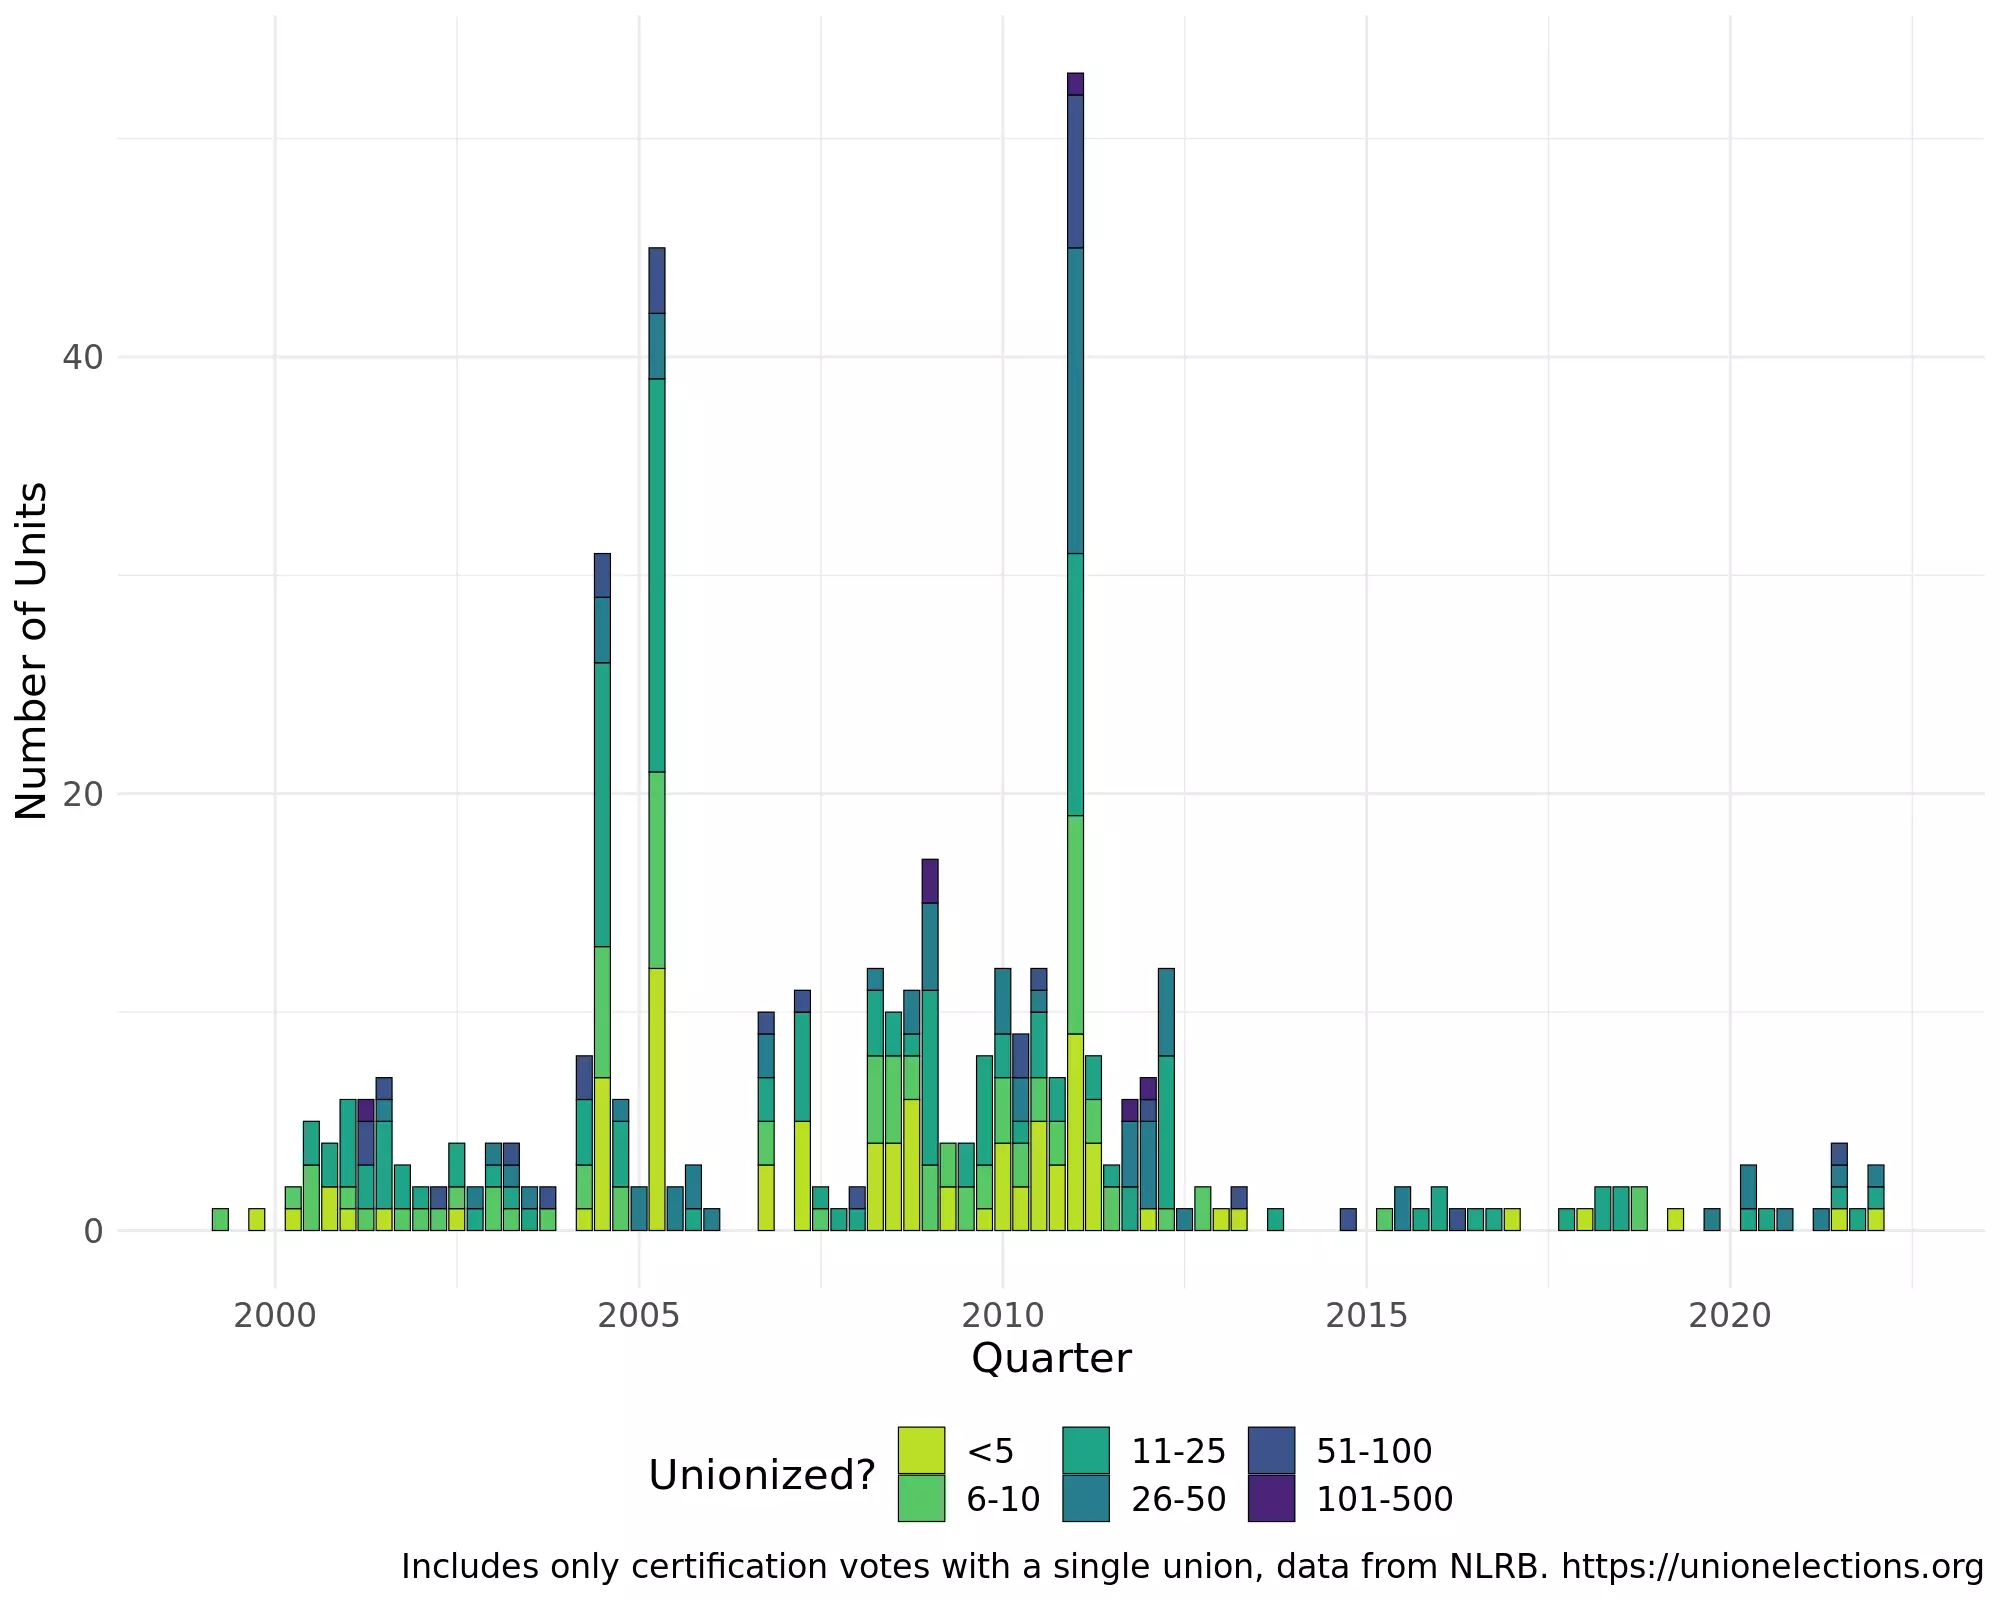 Number of Units
40
20
0
2000 2005 2010 2015 2020
Quarter
Unionized?
<5 11-25 51-100
6-10 26-50 101-500
Includes only certification votes with a single union, data from NLRB. https://unionelections.org